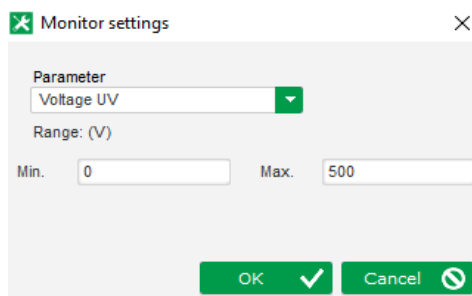 Monitor settings
Parameter
Voltage UV
Range: (V)
Min. 0 Max. 500
OK Cancel